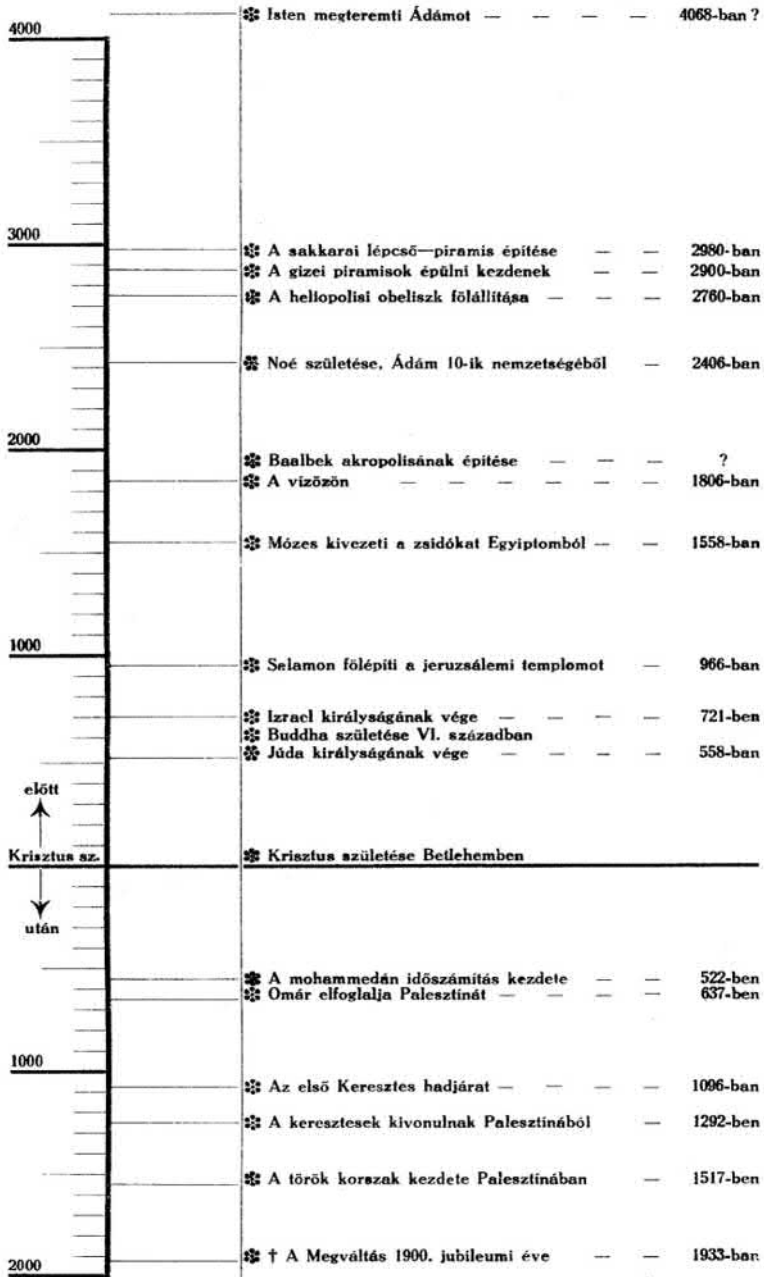 ❉ Isten megteremti Ádámot — — — — 4068-ban ?
4000
3000
❉ A sakkarai lépcső—piramis építése — — 2980-ban
❉ A gizei piramisok épülni kezdenek — — 2900-ban
❉ A heliopolisi obeliszk fölállítása — — — 2760-ban
❉ Noé születése, Ádám 10-ik nemzetségéből — 2406-ban
2000
❉ Baalbek akropolisának építése — — — ?
❉ A vízözön — — — — — — 1806-ban
❉ Mózes kivezeti a zsidókat Egyiptomból — — 1558-ban
1000
❉ Selamon fölépíti a jeruzsálemi templomot — 966-ban
❉ Izrael királyságának vége — — — — 721-ben
❉ Buddha születése VI. században
❉ Júda királyságának vége — — — — 558-ban
előtt
Krisztus sz. ❉ Krisztus születése Betlehemben
után
❉ A mohammedán időszámítás kezdete — — 522-ben
❉ Omár elfoglalja Palesztínát — — — — 637-ben
1000
❉ Az első Keresztes hadjárat — — — — 1096-ban
❉ A keresztesek kivonulnak Palesztínából — 1292-ben
❉ A török korszak kezdete Palesztínában — 1517-ben
❉ † A Megváltás 1900. jubileumi éve — — 1933-ban
2000